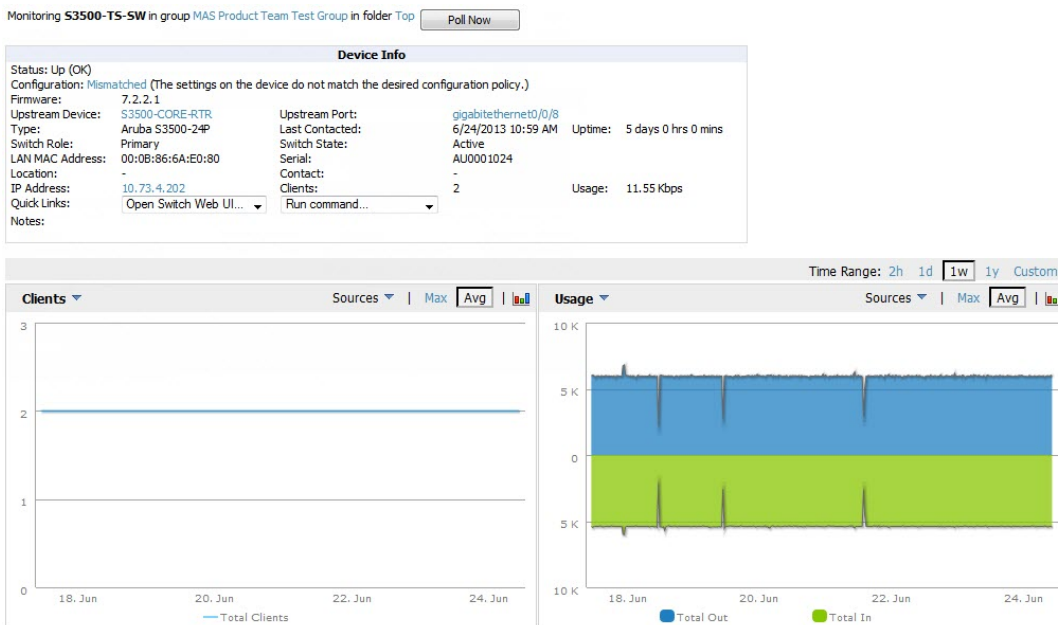 Monitoring S3500-TS-SW in group MAS Product Team Test Group in folder Top Poll Now
Device Info
Status: Up (OK)
Configuration: Mismatched (The settings on the device do not match the desired configuration policy.)
Firmware: 7.2.2.1
Upstream Device: S3500-CORE-RTR Upstream Port: gigabitethernet0/0/8
Type: Aruba S3500-24P Last Contacted: 6/24/2013 10:59 AM Uptime: 5 days 0 hrs 0 mins
Switch Role: Primary Switch State: Active
LAN MAC Address: 00:0B:86:6A:E0:80 Serial: AU0001024
Location: - Contact: -
IP Address: 10.73.4.202 Clients: 2 Usage: 11.55 Kbps
Quick Links: Open Switch Web UI... Run command...
Notes:
Time Range: 2h 1d 1w 1y Custom
Clients Sources | Max Avg |
3
2
1
0
18. Jun 20. Jun 22. Jun 24. Jun
Total Clients
Usage Sources | Max Avg |
10 K
5 K
0
5 K
10 K
18. Jun 20. Jun 22. Jun 24. Jun
Total Out Total In